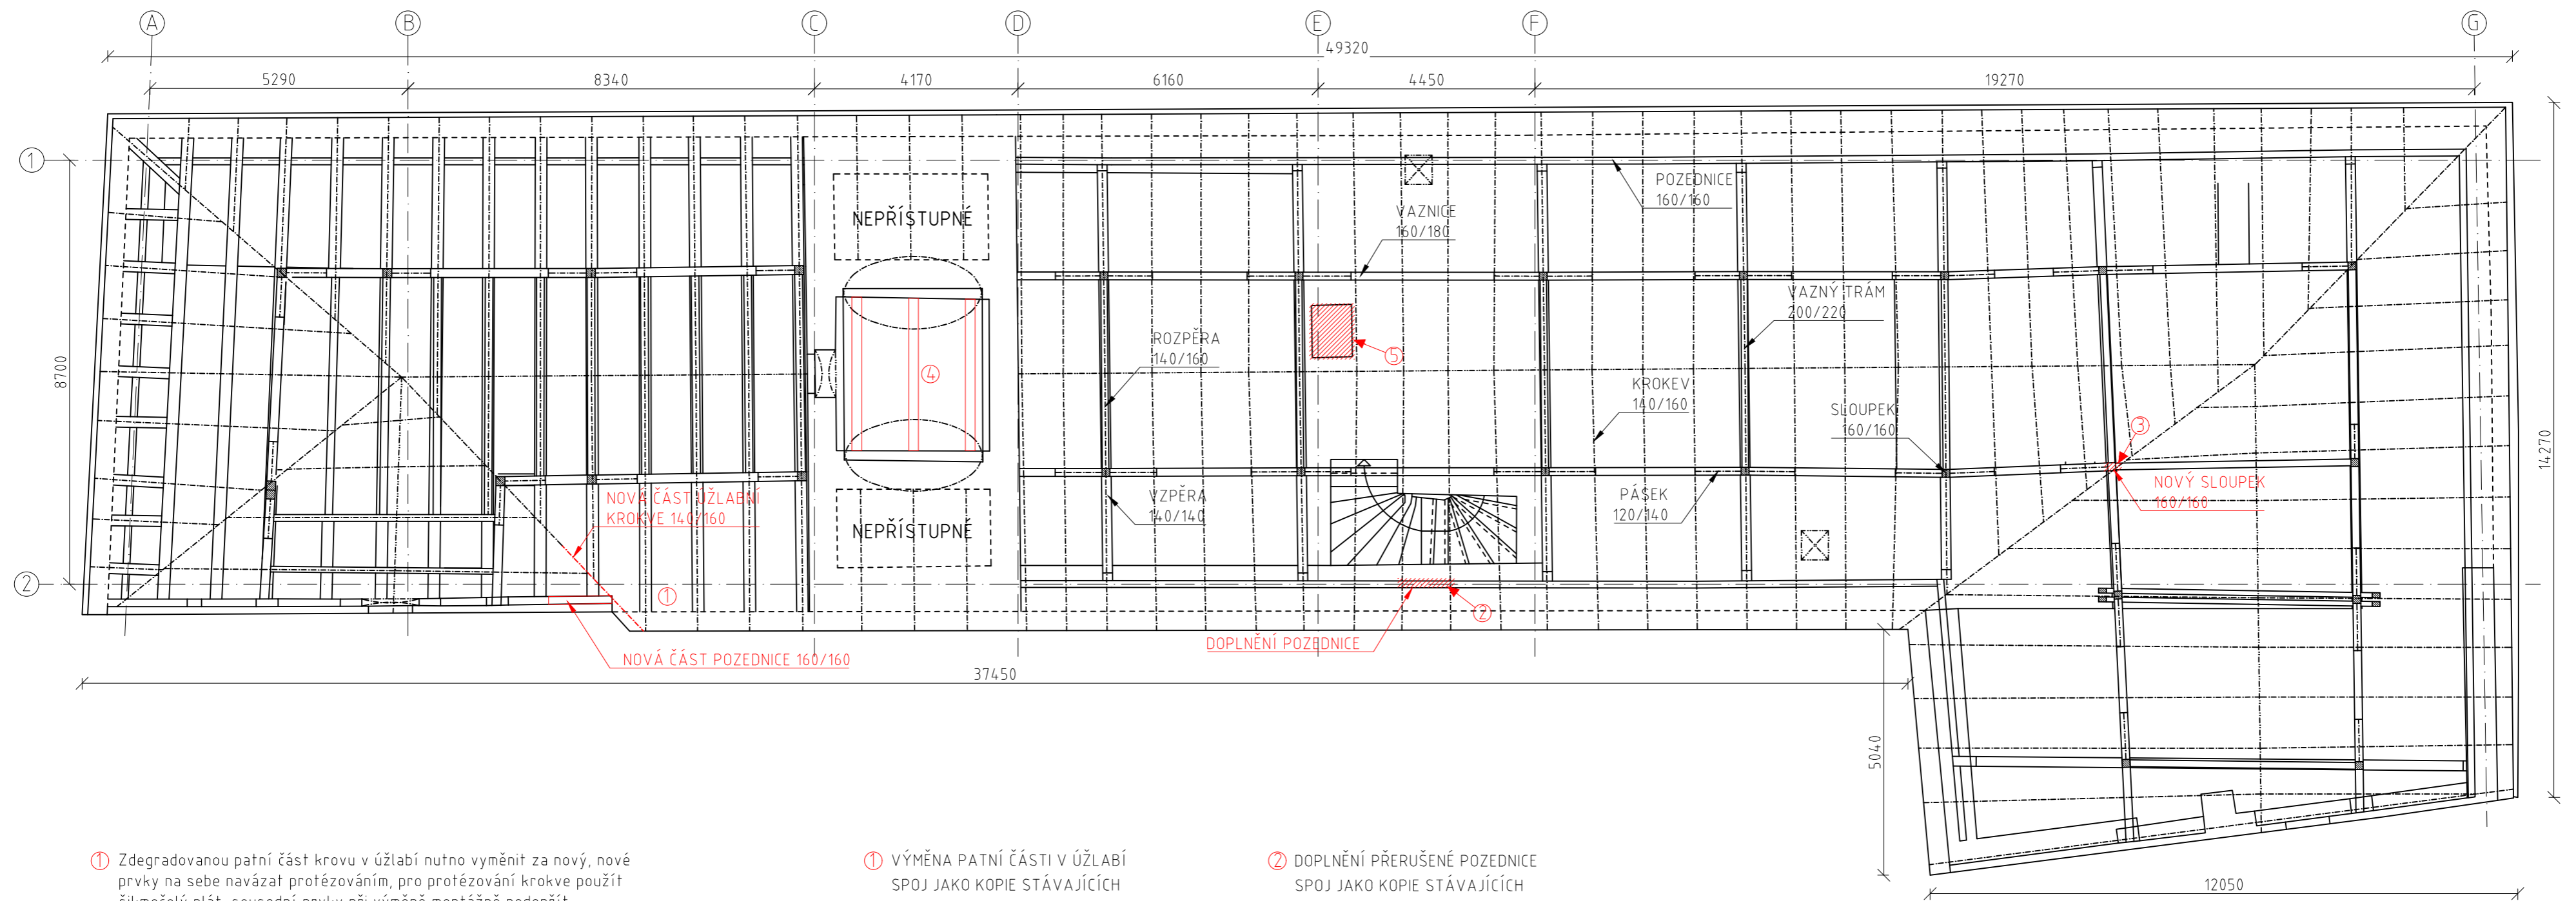 A
B
C
D
E
F
G
49320
5290
8340
4170
6160
4450
19270
1
2
8700
14270
NEPŘÍSTUPNÉ
NEPŘÍSTUPNÉ
POZEDNICE
160/160
VAZNICE
160/180
VAZNÝ TRÁM
200/220
ROZPĚRA
140/160
KROKEV
140/160
SLOUPEK
160/160
4
5
3
NOVÝ SLOUPEK
160/160
NOVÁ ČÁST ÚŽLABNÍ
KROKVE 140/160
VZPĚRA
140/140
PÁSEK
120/140
1
2
DOPLNĚNÍ POZEDNICE
NOVÁ ČÁST POZEDNICE 160/160
37450
5040
12050
1 Zdegradovanou patní část krovu v úžlabí nutno vyměnit za nový, nové
prvky na sebe navázat protézováním, pro protézování krokve použít
1 VÝMĚNA PATNÍ ČÁSTI V ÚŽLABÍ
SPOJ JAKO KOPIE STÁVAJÍCÍCH
2 DOPLNĚNÍ PŘERUŠENÉ POZEDNICE
SPOJ JAKO KOPIE STÁVAJÍCÍCH